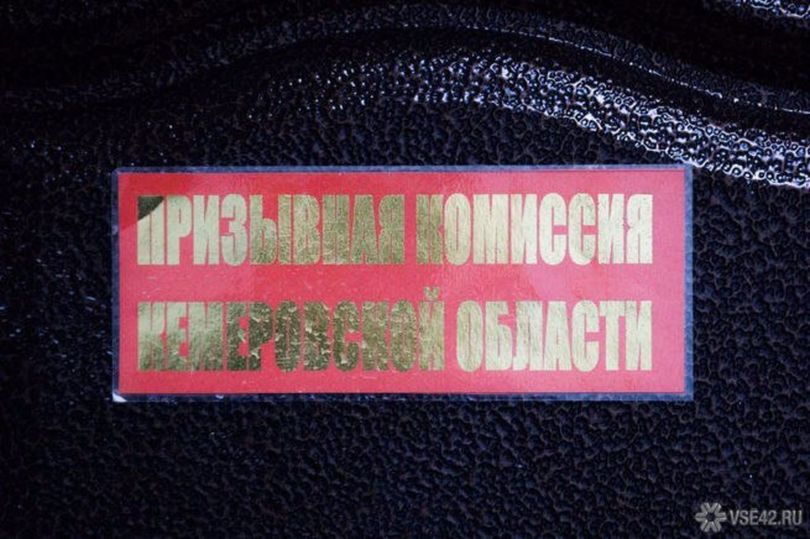 ПРИЗЫВНАЯ КОМИССИЯ
КЕМЕРОВСКОЙ ОБЛАСТИ
VSE42.RU